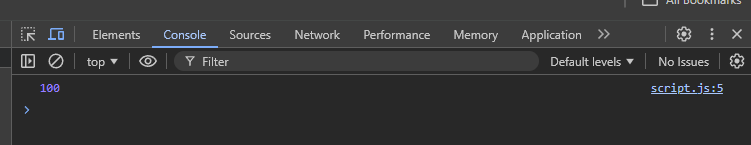 All Bookmarks
Elements Console Sources Network Performance Memory Application
top Filter Default levels No Issues
100 script.js:5